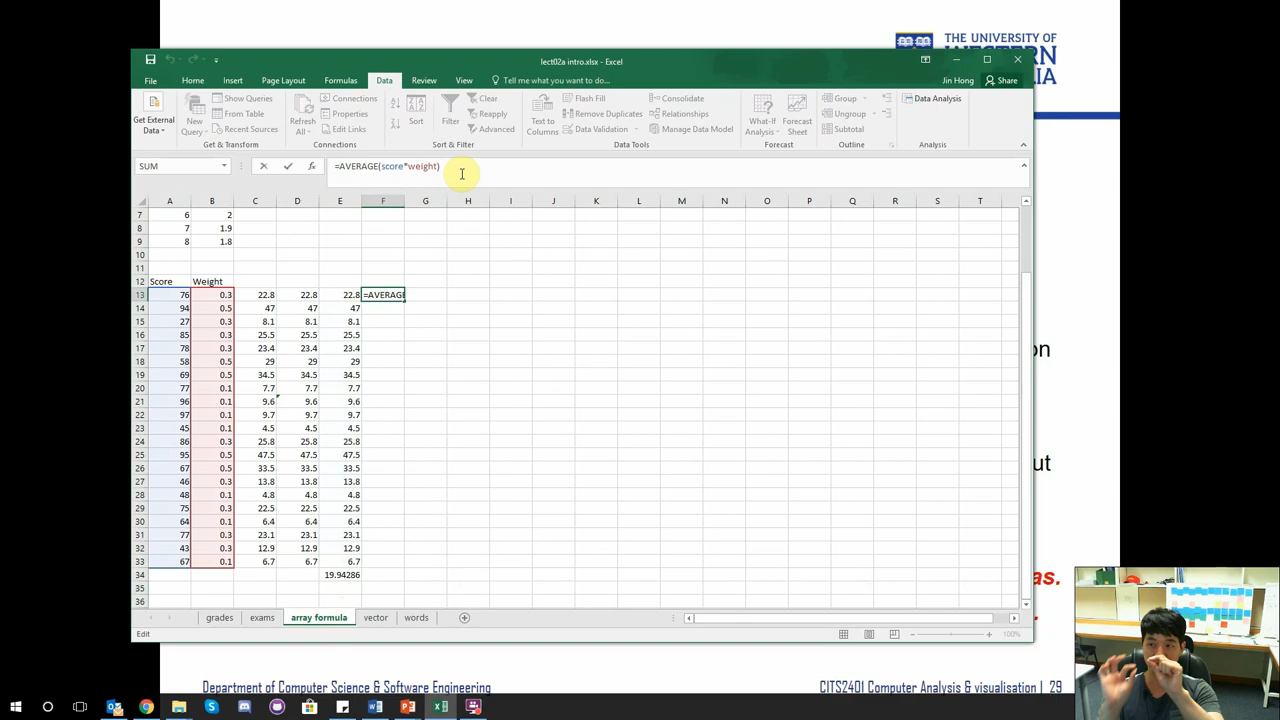 THE UNIVERSITY OF
WESTERN
lect02a intro.xlsx - Excel
File Home Insert Page Layout Formulas Data Review View Tell me what you want to do... Jin Hong Share
Get External Data
New Query
Show Queries
From Table
Recent Sources
Get & Transform
Refresh All
Connections
Properties
Edit Links
Connections
Sort
Filter
Clear
Reapply
Advanced
Sort & Filter
Text to Columns
Flash Fill
Remove Duplicates
Data Validation
Consolidate
Relationships
Manage Data Model
Data Tools
What-If Analysis
Forecast Sheet
Forecast
Group
Ungroup
Subtotal
Outline
Data Analysis
Analysis
SUM =AVERAGE(score*weight)
A B C D E F G H I J K L M N O P Q R S T
7 6 2
8 7 1.9
9 8 1.8
10
11
12 Score Weight
13 76 0.3 22.8 22.8 22.8 =AVERAGE
14 94 0.5 47 47 47
15 27 0.3 8.1 8.1 8.1
16 85 0.3 25.5 25.5 25.5
17 78 0.3 23.4 23.4 23.4
18 58 0.5 29 29 29
19 69 0.5 34.5 34.5 34.5
20 77 0.1 7.7 7.7 7.7
21 96 0.1 9.6 9.6 9.6
22 97 0.1 9.7 9.7 9.7
23 45 0.1 4.5 4.5 4.5
24 86 0.3 25.8 25.8 25.8
25 95 0.5 47.5 47.5 47.5
26 67 0.5 33.5 33.5 33.5
27 46 0.3 13.8 13.8 13.8
28 48 0.1 4.8 4.8 4.8
29 75 0.3 22.5 22.5 22.5
30 64 0.1 6.4 6.4 6.4
31 77 0.3 23.1 23.1 23.1
32 43 0.3 12.9 12.9 12.9
33 67 0.1 6.7 6.7 6.7
34 19.94286
35
36
on
ut
as.
grades exams array formula vector words
Edit 100%
Department of Computer Science & Software Engineering CITS2401 Computer Analysis & visualisation | 29